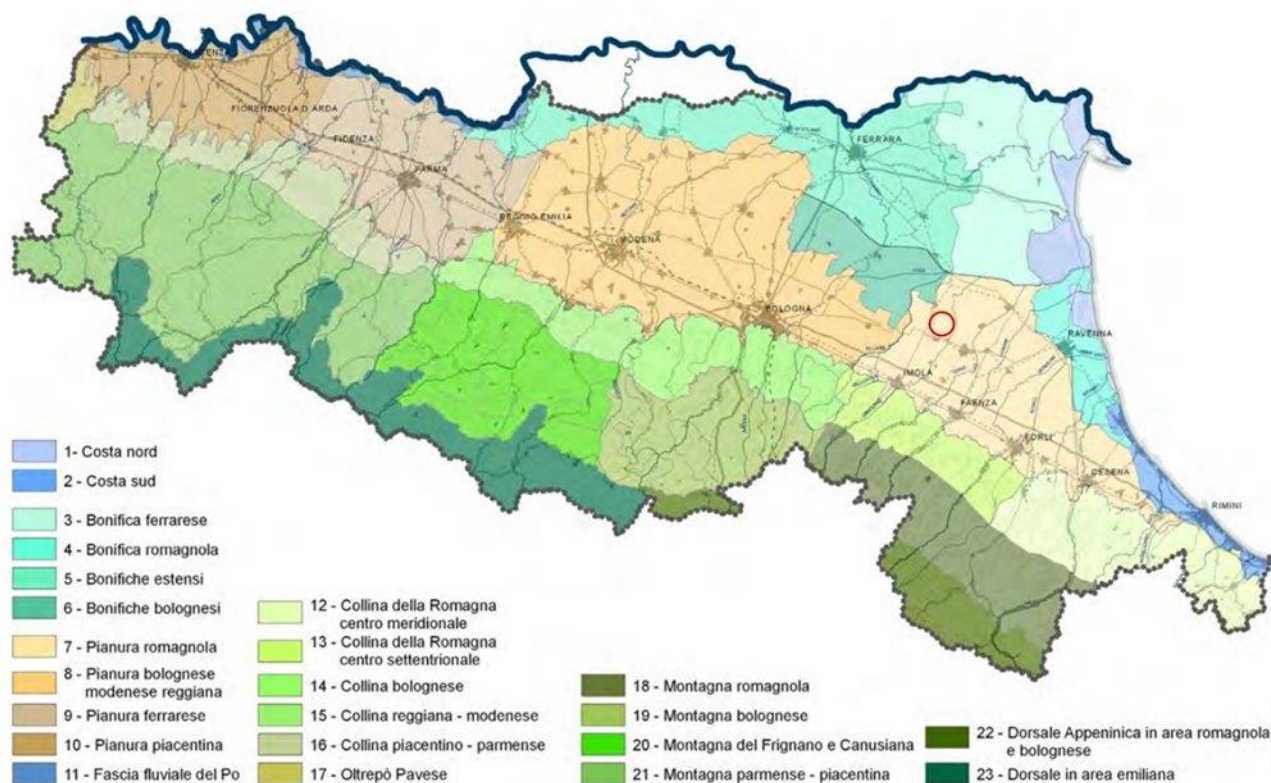 FIORENZUOLA D'ARDA
FIDENZA
PARMA
REGGIO EMILIA
MODENA
BOLOGNA
FERRARA
RAVENNA
IMOLA
FAENZA
FORLI'
CESENA
RIMINI
1- Costa nord
2 - Costa sud
3 - Bonifica ferrarese
4 - Bonifica romagnola
5 - Bonifiche estensi
6 - Bonifiche bolognesi
7 - Pianura romagnola
8 - Pianura bolognese
modenese reggiana
9 - Pianura ferrarese
10 - Pianura piacentina
11 - Fascia fluviale del Po
12 - Collina della Romagna
centro meridionale
13 - Collina della Romagna
centro settentrionale
14 - Collina bolognese
15 - Collina reggiana - modenese
16 - Collina piacentino - parmense
17 - Oltrepò Pavese
18 - Montagna romagnola
19 - Montagna bolognese
20 - Montagna del Frignano e Canusiana
21 - Montagna parmense - piacentina
22 - Dorsale Appeninica in area romagnola
e bolognese
23 - Dorsale in area emiliana